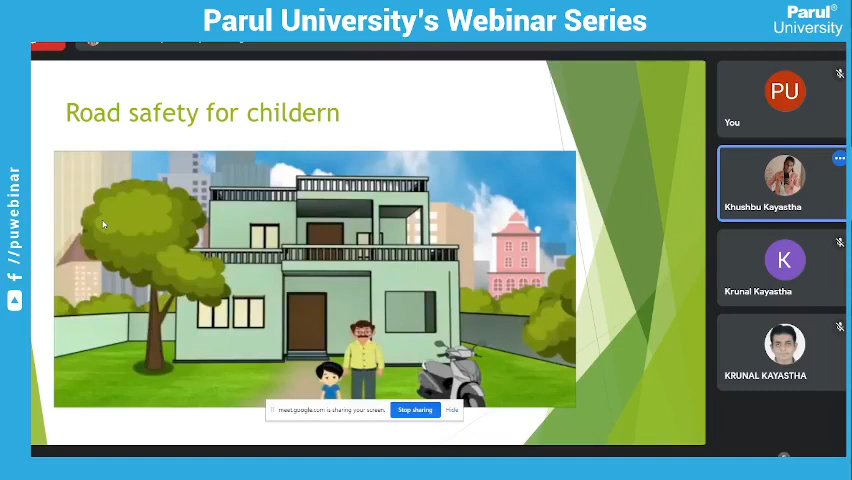 Parul University's Webinar Series
Parul®
University
Road safety for childern
PU
You
Khushbu Kayastha
K
Krunal Kayastha
KRUNAL KAYASTHA
meet.google.com is sharing your screen.
Stop sharing
Hide
//puwebinar